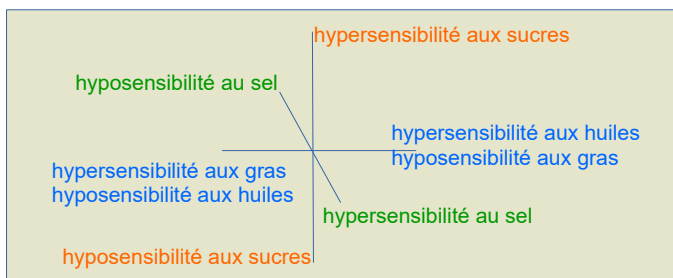 hypersensibilité aux sucres
hyposensibilité au sel
hypersensibilité aux huiles
hyposensibilité aux gras
hypersensibilité aux gras
hyposensibilité aux huiles
hypersensibilité au sel
hyposensibilité aux sucres